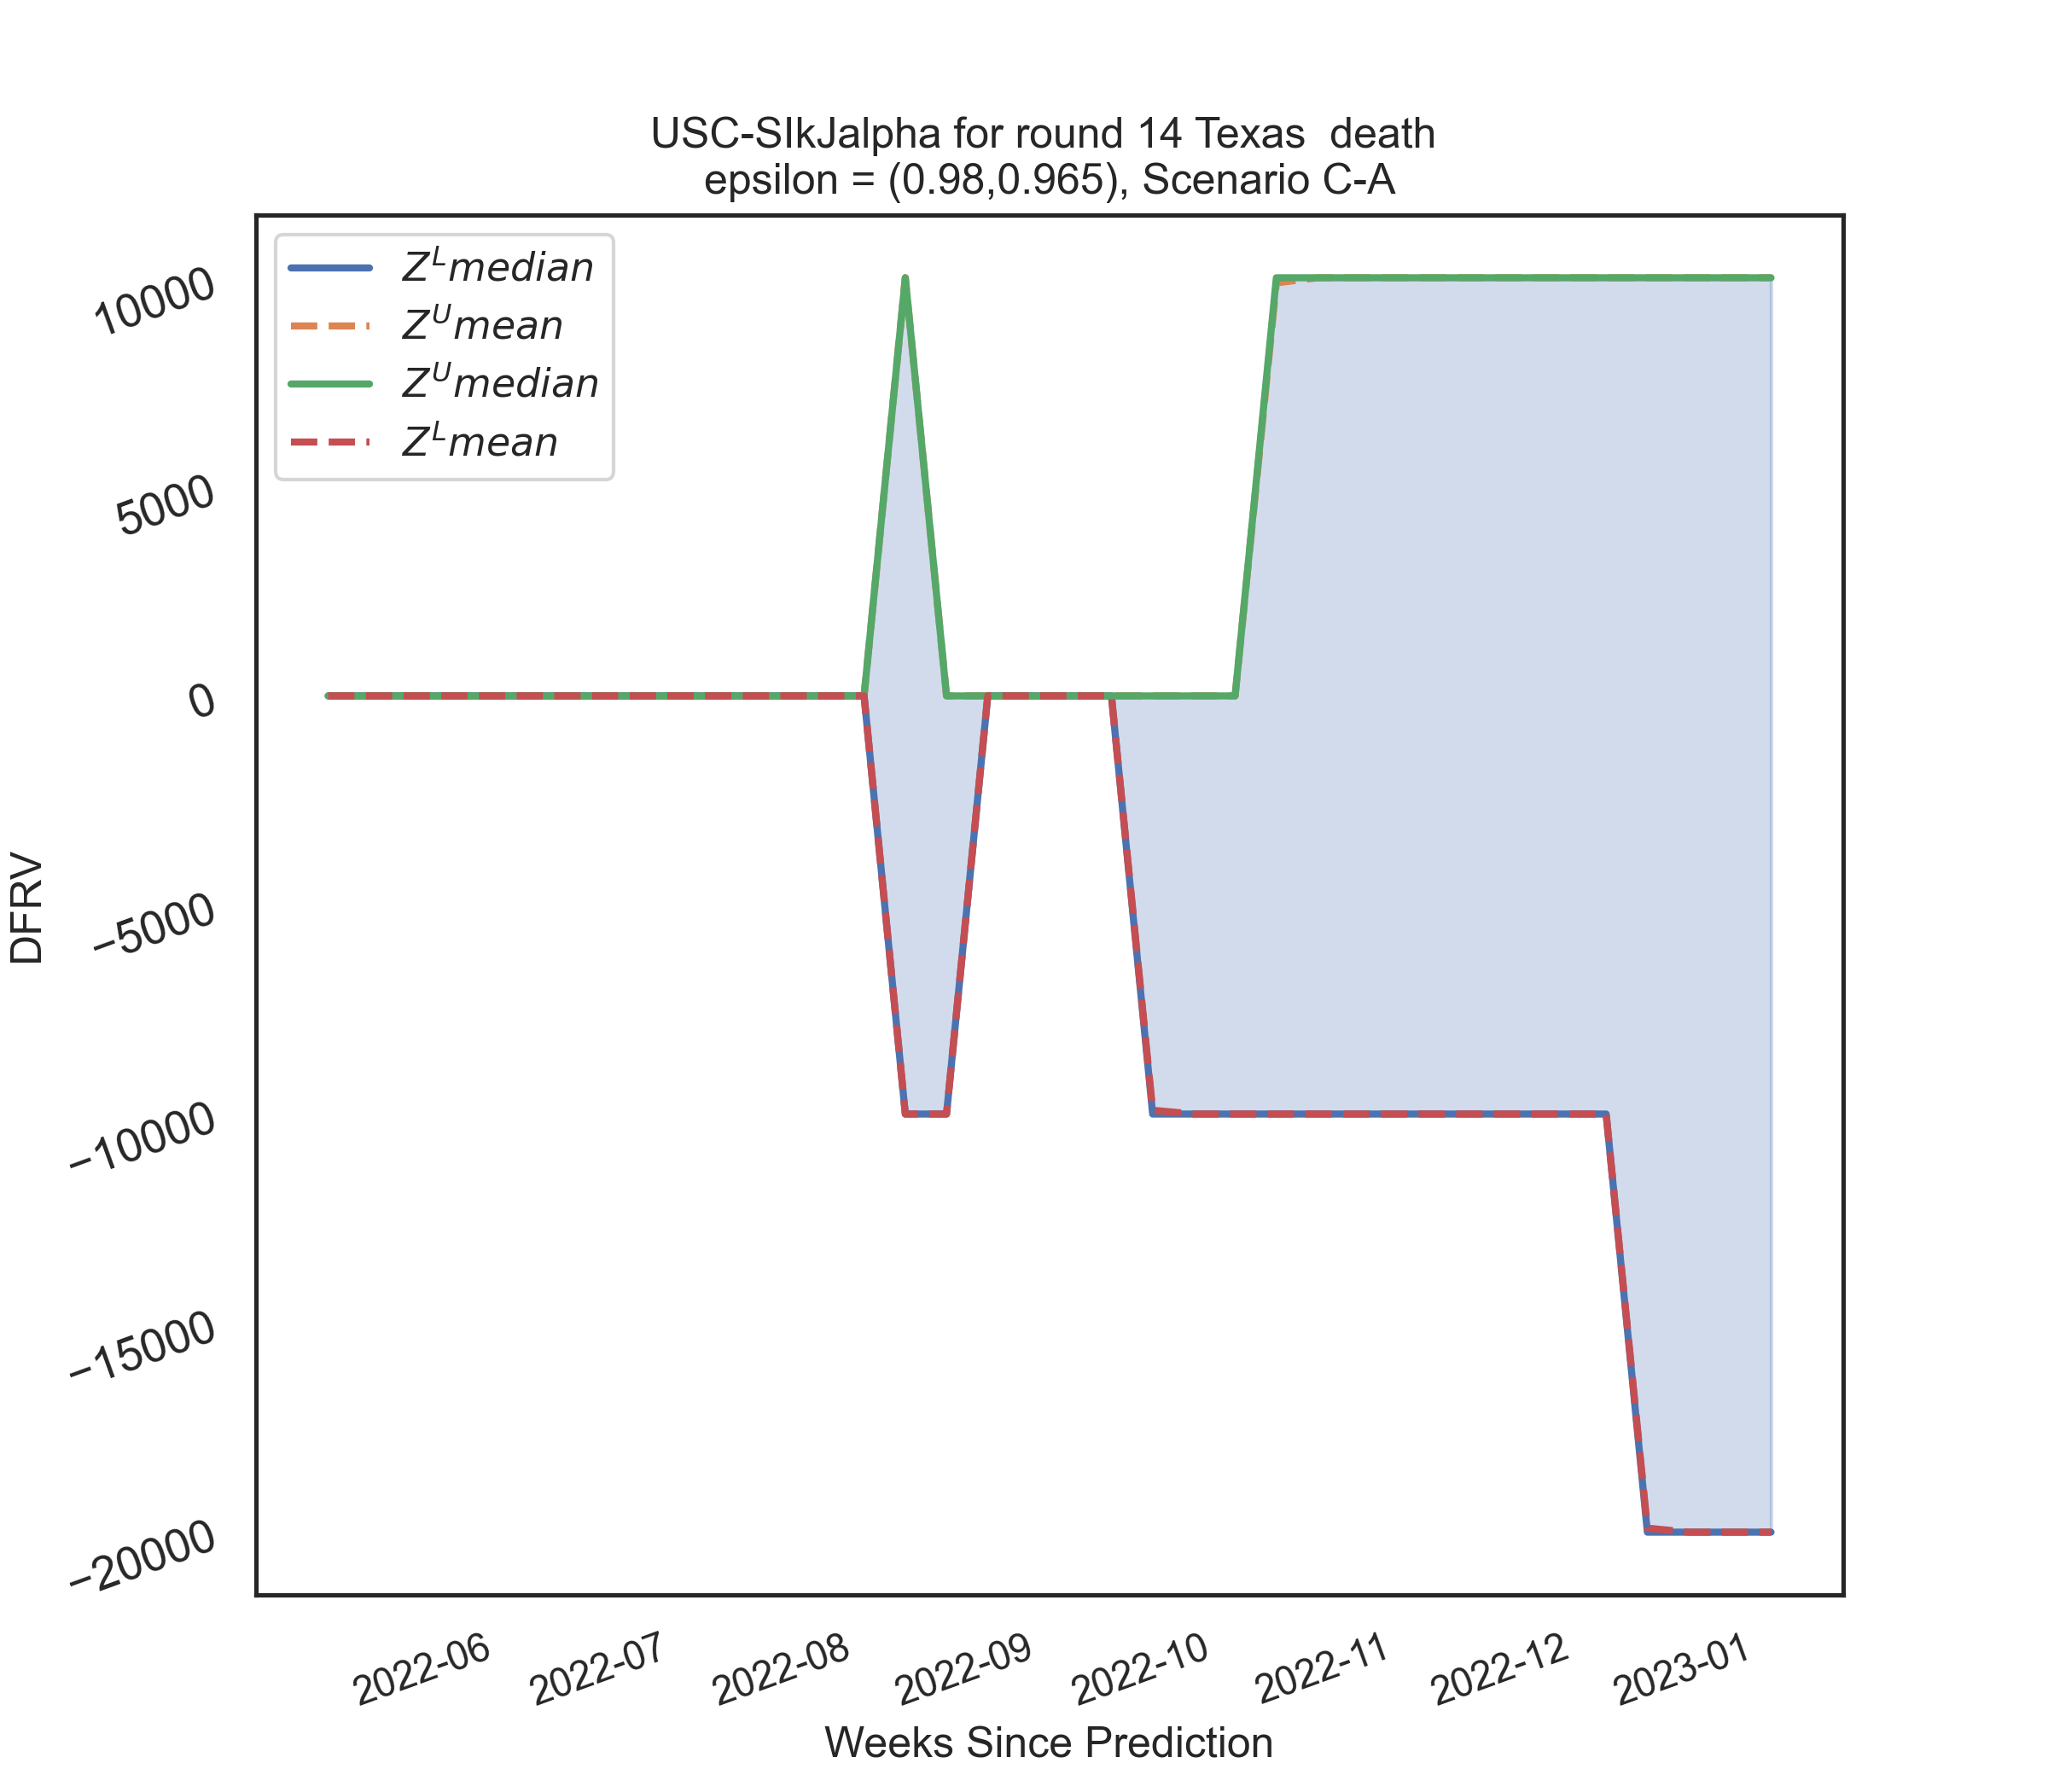 USC-SIkJalpha for round 14 Texas  death
epsilon = (0.98,0.965), Scenario C-A
Z^L median
Z^U mean
Z^U median
Z^L mean
10000
5000
0
−5000
−10000
−15000
−20000
DFRV
2022-06
2022-07
2022-08
2022-09
2022-10
2022-11
2022-12
2023-01
Weeks Since Prediction